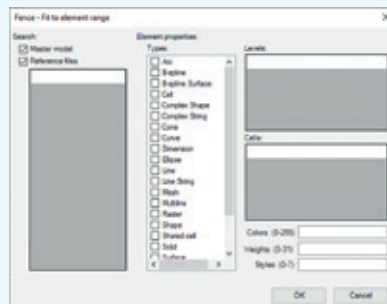 Fence - Fit to element range
Search:
Master model
Reference files
Element properties:
Types:
Arc
B-spline
B-spline Surface
Cell
Complex Shape
Complex String
Cone
Curve
Dimension
Ellipse
Line
Line String
Mesh
Multiline
Raster
Shape
Shared cell
Solid
Surface
Levels:
Cells:
Colors (0-255)
Weights (0-31)
Styles (0-7)
OK
Cancel